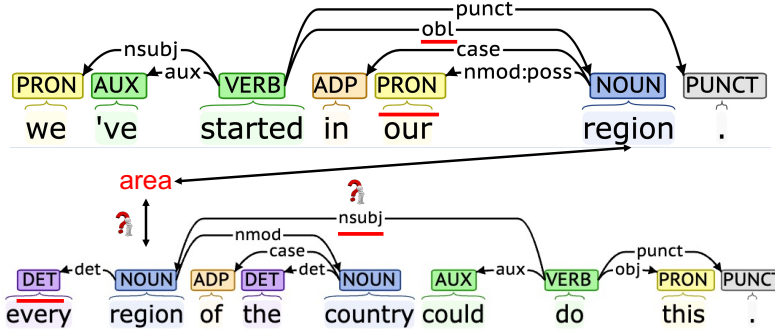 punct
obl
nsubj case
aux nmod:poss
PRON AUX VERB ADP PRON NOUN PUNCT
we 've started in our region .
area
?
? nsubj
nmod
case punct
det det aux obj
DET NOUN ADP DET NOUN AUX VERB PRON PUNCT
every region of the country could do this .